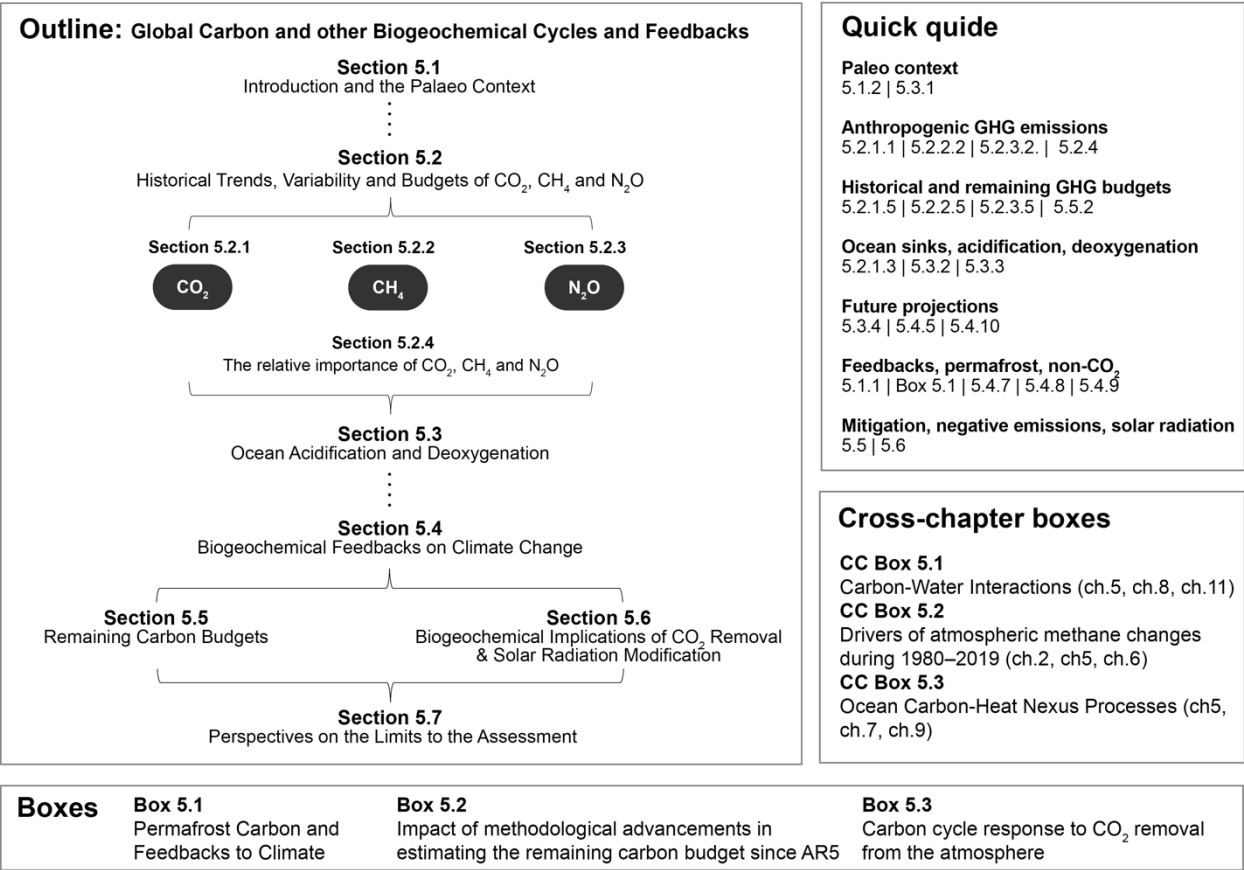 Outline: Global Carbon and other Biogeochemical Cycles and Feedbacks
Section 5.1
Introduction and the Palaeo Context
Section 5.2
Historical Trends, Variability and Budgets of CO₂, CH₄ and N₂O
Section 5.2.1
Section 5.2.2
Section 5.2.3
CO₂
CH₄
N₂O
Section 5.2.4
The relative importance of CO₂, CH₄ and N₂O
Section 5.3
Ocean Acidification and Deoxygenation
Section 5.4
Biogeochemical Feedbacks on Climate Change
Section 5.5
Remaining Carbon Budgets
Section 5.6
Biogeochemical Implications of CO₂ Removal
& Solar Radiation Modification
Section 5.7
Perspectives on the Limits to the Assessment
Quick quide
Paleo context
5.1.2 | 5.3.1
Anthropogenic GHG emissions
5.2.1.1 | 5.2.2.2 | 5.2.3.2. | 5.2.4
Historical and remaining GHG budgets
5.2.1.5 | 5.2.2.5 | 5.2.3.5 | 5.5.2
Ocean sinks, acidification, deoxygenation
5.2.1.3 | 5.3.2 | 5.3.3
Future projections
5.3.4 | 5.4.5 | 5.4.10
Feedbacks, permafrost, non-CO₂
5.1.1 | Box 5.1 | 5.4.7 | 5.4.8 | 5.4.9
Mitigation, negative emissions, solar radiation
5.5 | 5.6
Cross-chapter boxes
CC Box 5.1
Carbon-Water Interactions (ch.5, ch.8, ch.11)
CC Box 5.2
Drivers of atmospheric methane changes
during 1980–2019 (ch.2, ch5, ch.6)
CC Box 5.3
Ocean Carbon-Heat Nexus Processes (ch5,
ch.7, ch.9)
Boxes
Box 5.1
Permafrost Carbon and
Feedbacks to Climate
Box 5.2
Impact of methodological advancements in
estimating the remaining carbon budget since AR5
Box 5.3
Carbon cycle response to CO₂ removal
from the atmosphere